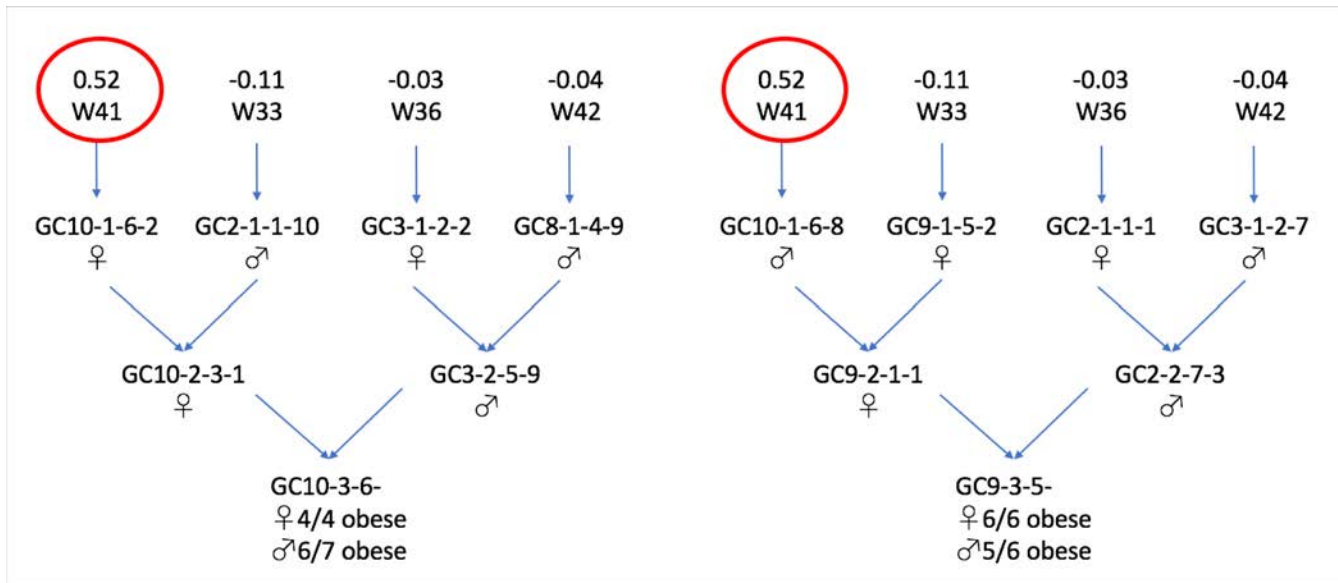 0.52 -0.11 -0.03 -0.04 0.52 -0.11 -0.03 -0.04
W41 W33 W36 W42 W41 W33 W36 W42
GC10-1-6-2 GC2-1-1-10 GC3-1-2-2 GC8-1-4-9 GC10-1-6-8 GC9-1-5-2 GC2-1-1-1 GC3-1-2-7
♀ ♂ ♀ ♂ ♂ ♀ ♀ ♂
GC10-2-3-1 GC3-2-5-9 GC9-2-1-1 GC2-2-7-3
♀ ♂ ♀ ♂
GC10-3-6- GC9-3-5-
♀4/4 obese ♀6/6 obese
♂6/7 obese ♂5/6 obese